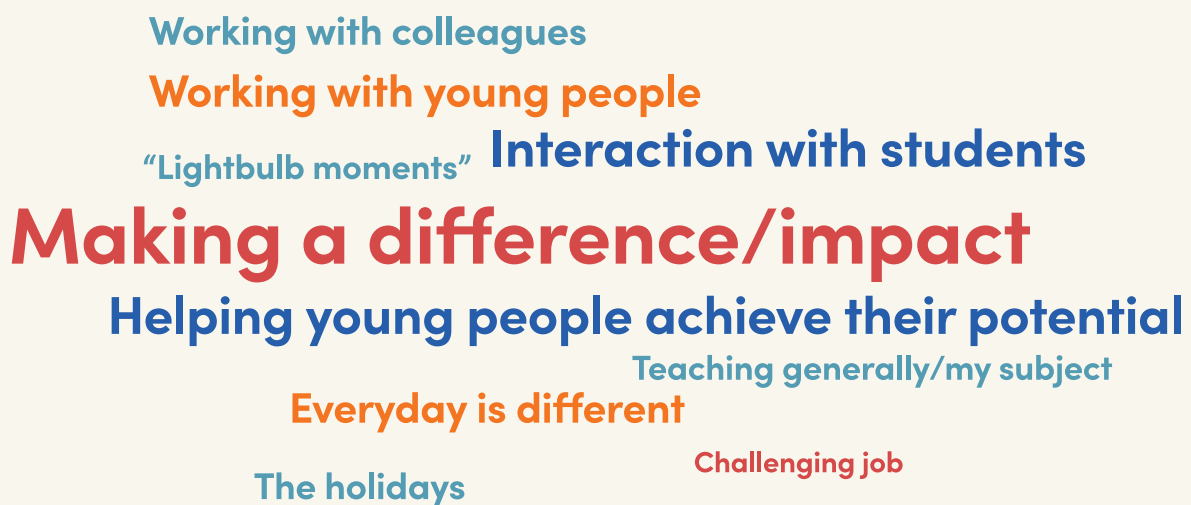 Working with colleagues
Working with young people
“Lightbulb moments”
Interaction with students
Making a difference/impact
Helping young people achieve their potential
Teaching generally/my subject
Everyday is different
Challenging job
The holidays